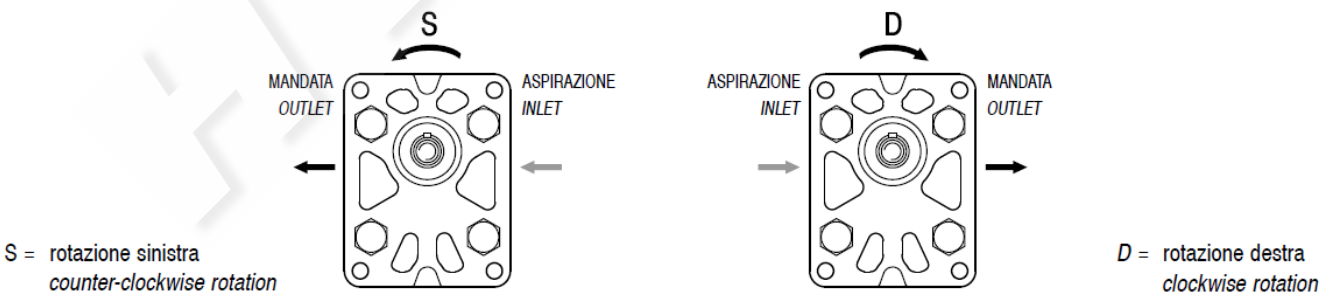 S
D
MANDATA
OUTLET
ASPIRAZIONE
INLET
ASPIRAZIONE
INLET
MANDATA
OUTLET
S = rotazione sinistra
counter-clockwise rotation
D = rotazione destra
clockwise rotation